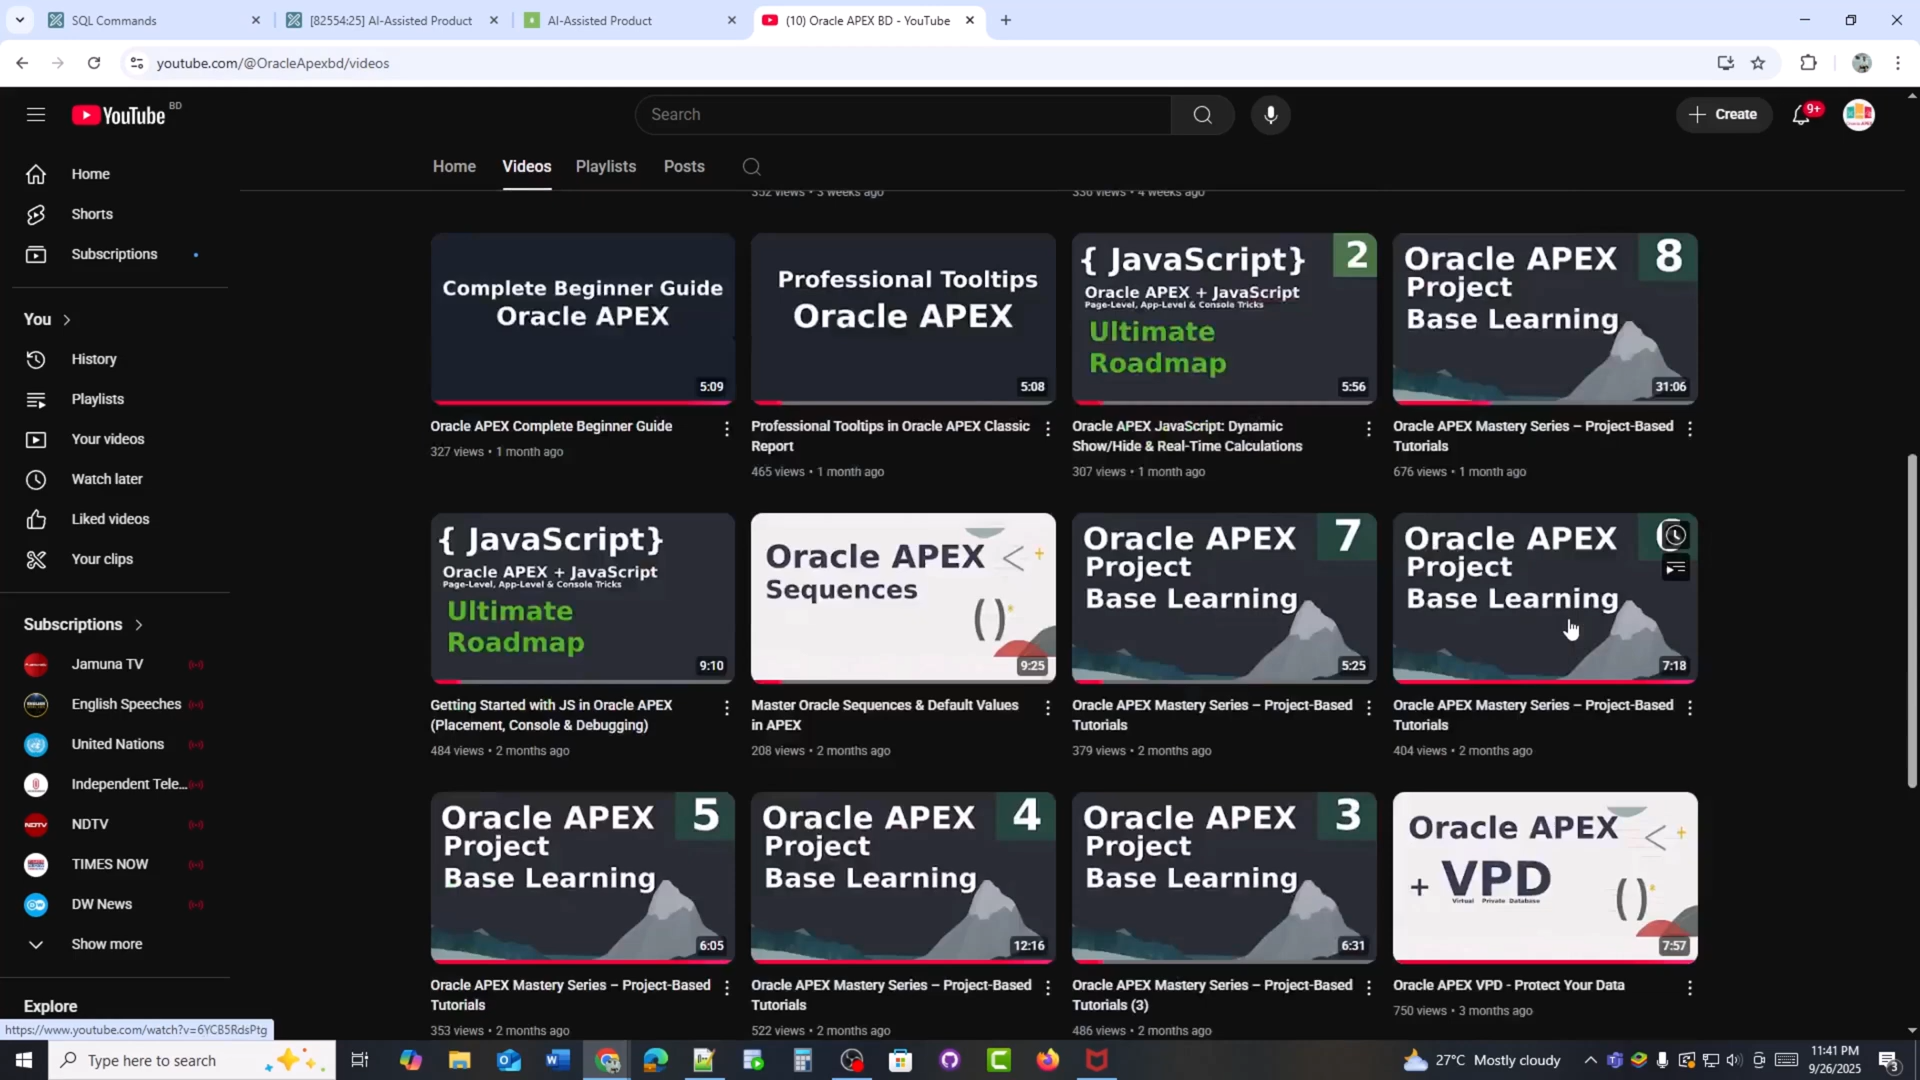 SQL Commands
[82554:25] AI-Assisted Product
AI-Assisted Product
(10) Oracle APEX BD - YouTube
youtube.com/@OracleApexbd/videos
YouTube BD
Search
Create
9+
Home
Videos
Playlists
Posts
352 views • 3 weeks ago
336 views • 4 weeks ago
Home
Shorts
Subscriptions
You
History
Playlists
Your videos
Watch later
Liked videos
Your clips
Subscriptions
Jamuna TV
English Speeches
United Nations
Independent Tele...
NDTV
TIMES NOW
DW News
Show more
Explore
Complete Beginner Guide
Oracle APEX
5:09
Oracle APEX Complete Beginner Guide
327 views • 1 month ago
Professional Tooltips
Oracle APEX
5:08
Professional Tooltips in Oracle APEX Classic
Report
465 views • 1 month ago
{ JavaScript}
2
Oracle APEX + JavaScript
Page-Level, App-Level & Console Tricks
Ultimate
Roadmap
5:56
Oracle APEX JavaScript: Dynamic
Show/Hide & Real-Time Calculations
307 views • 1 month ago
Oracle APEX
8
Project
Base Learning
31:06
Oracle APEX Mastery Series – Project-Based
Tutorials
676 views • 1 month ago
{ JavaScript}
Oracle APEX + JavaScript
Page-Level, App-Level & Console Tricks
Ultimate
Roadmap
9:10
Getting Started with JS in Oracle APEX
(Placement, Console & Debugging)
484 views • 2 months ago
Oracle APEX
Sequences
< +
()
9:25
Master Oracle Sequences & Default Values
in APEX
208 views • 2 months ago
Oracle APEX
7
Project
Base Learning
5:25
Oracle APEX Mastery Series – Project-Based
Tutorials
379 views • 2 months ago
Oracle APEX
Project
Base Learning
7:18
Oracle APEX Mastery Series – Project-Based
Tutorials
404 views • 2 months ago
Oracle APEX
5
Project
Base Learning
6:05
Oracle APEX Mastery Series – Project-Based
Tutorials
353 views • 2 months ago
Oracle APEX
4
Project
Base Learning
12:16
Oracle APEX Mastery Series – Project-Based
Tutorials
522 views • 2 months ago
Oracle APEX
3
Project
Base Learning
6:31
Oracle APEX Mastery Series – Project-Based
Tutorials (3)
486 views • 2 months ago
Oracle APEX
< +
+ VPD
Virtual Private Database
()
7:57
Oracle APEX VPD - Protect Your Data
750 views • 3 months ago
https://www.youtube.com/watch?v=6YCB5RdsPtg
Type here to search
27°C Mostly cloudy
11:41 PM
9/26/2025
3